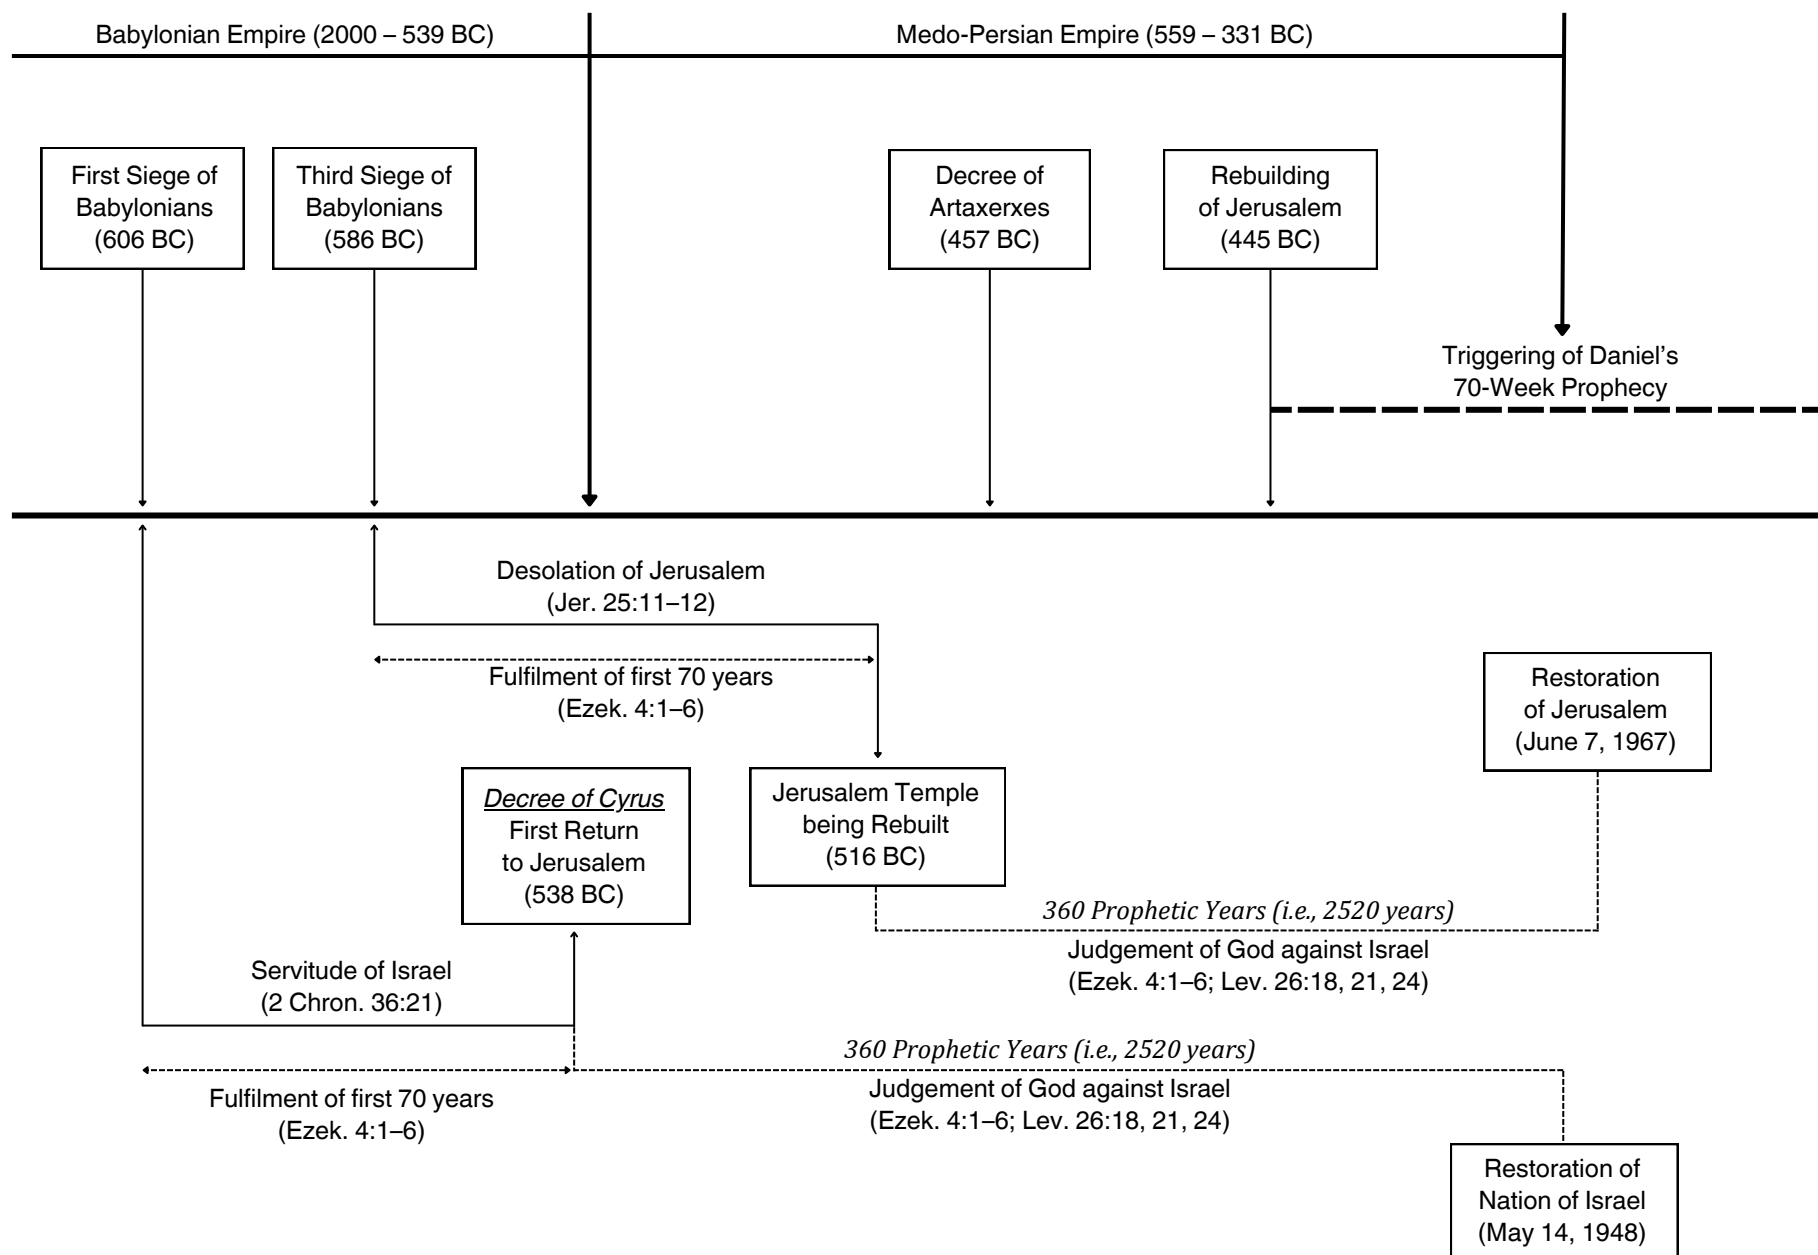 Babylonian Empire (2000 – 539 BC)
Medo-Persian Empire (559 – 331 BC)
First Siege of
Babylonians
(606 BC)
Third Siege of
Babylonians
(586 BC)
Decree of
Artaxerxes
(457 BC)
Rebuilding
of Jerusalem
(445 BC)
Triggering of Daniel’s
70-Week Prophecy
Desolation of Jerusalem
(Jer. 25:11–12)
Fulfilment of first 70 years
(Ezek. 4:1–6)
Restoration
of Jerusalem
(June 7, 1967)
Decree of Cyrus
First Return
to Jerusalem
(538 BC)
Jerusalem Temple
being Rebuilt
(516 BC)
360 Prophetic Years (i.e., 2520 years)
Judgement of God against Israel
(Ezek. 4:1–6; Lev. 26:18, 21, 24)
Servitude of Israel
(2 Chron. 36:21)
360 Prophetic Years (i.e., 2520 years)
Judgement of God against Israel
(Ezek. 4:1–6; Lev. 26:18, 21, 24)
Fulfilment of first 70 years
(Ezek. 4:1–6)
Restoration of
Nation of Israel
(May 14, 1948)